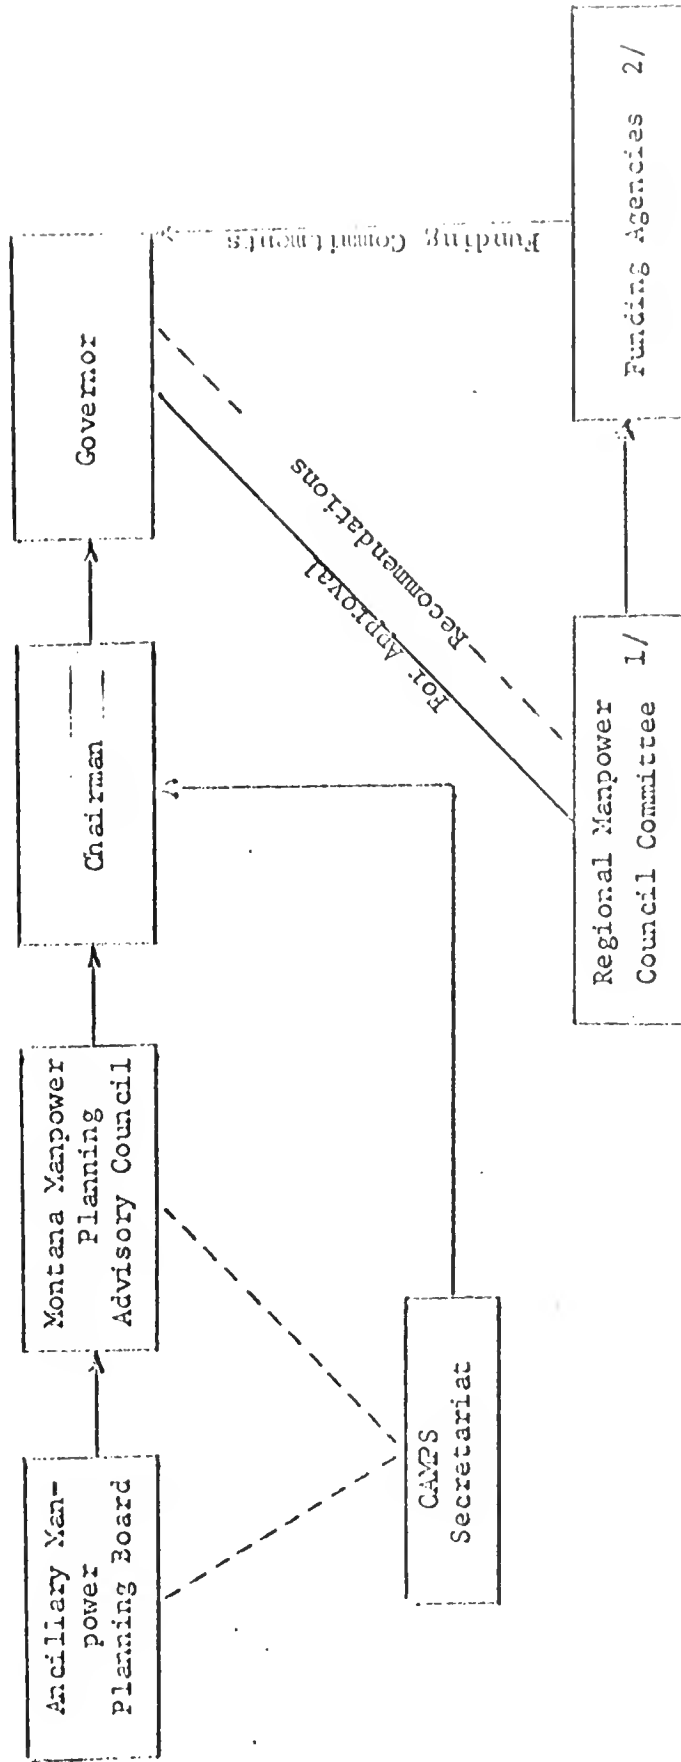 Ancillary Man-
power
Planning Board
Montana Manpower
Planning
Advisory Council
Chairman
Governor
CAMPS
Secretariat
For Approval
Recommendations
Funding Commitments
Regional Manpower
Council Committee 1/
Funding Agencies 2/